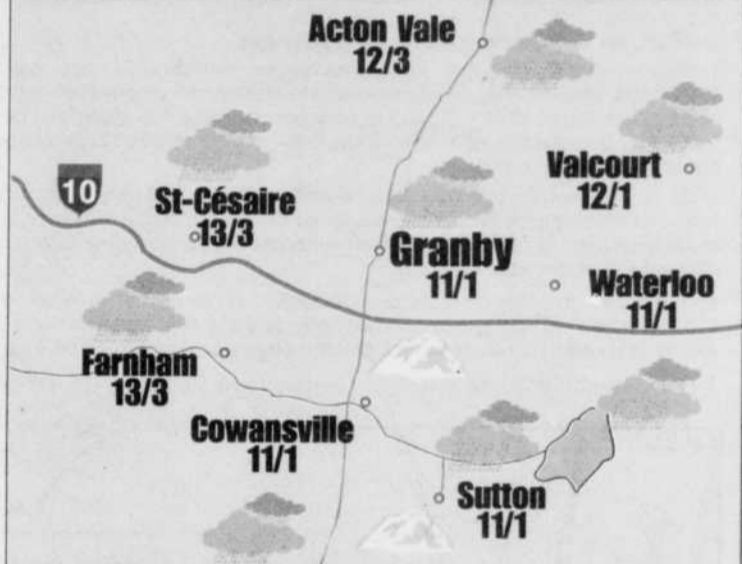 Acton Vale
12/3
Valcourt
12/1
10
St-Césaire
13/3
Granby
11/1
Waterloo
11/1
Farnham
13/3
Cowansville
11/1
Sutton
11/1